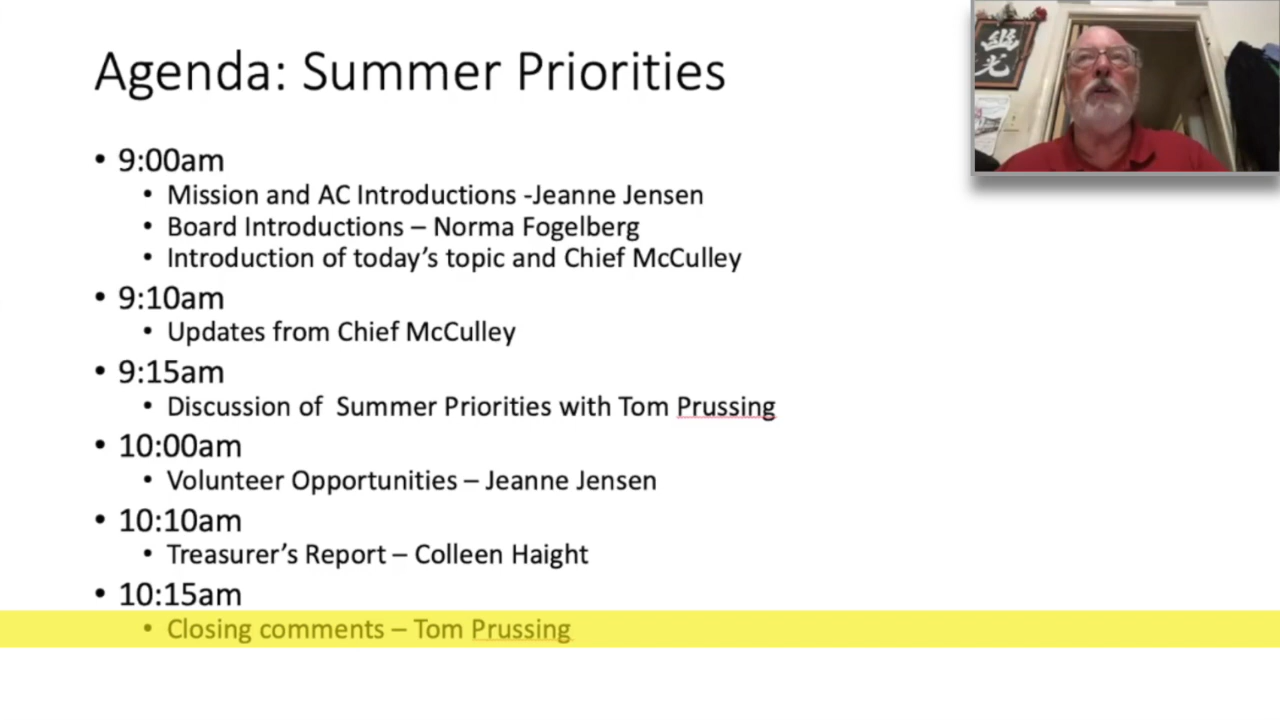 Agenda: Summer Priorities
• 9:00am
• Mission and AC Introductions -Jeanne Jensen
• Board Introductions – Norma Fogelberg
• Introduction of today’s topic and Chief McCulley
• 9:10am
• Updates from Chief McCulley
• 9:15am
• Discussion of  Summer Priorities with Tom Prussing
• 10:00am
• Volunteer Opportunities – Jeanne Jensen
• 10:10am
• Treasurer’s Report – Colleen Haight
• 10:15am
• Closing comments – Tom Prussing
幽
光